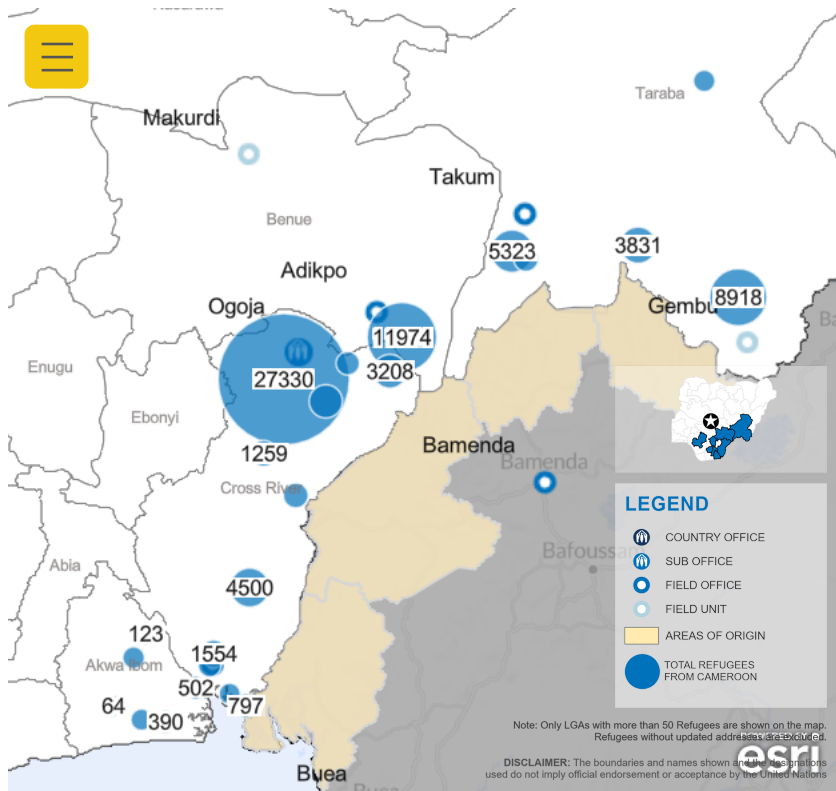 Makurdi
Taraba
Takum
Benue
5323
3831
Adikpo
Gembu
8918
Ogoja
11974
Enugu
27330
3208
Ebonyi
1259
Bamenda
Bamenda
Cross River
LEGEND
COUNTRY OFFICE
Bafoussam
SUB OFFICE
Abia
FIELD OFFICE
4500
FIELD UNIT
123
AREAS OF ORIGIN
1554
Akwa Ibom
TOTAL REFUGEES
FROM CAMEROON
502
64
797
390
Note: Only LGAs with more than 50 Refugees are shown on the map.
Refugees without updated addresses are excluded.
esri
DISCLAIMER: The boundaries and names shown and the designations
used do not imply official endorsement or acceptance by the United Nations
Buea